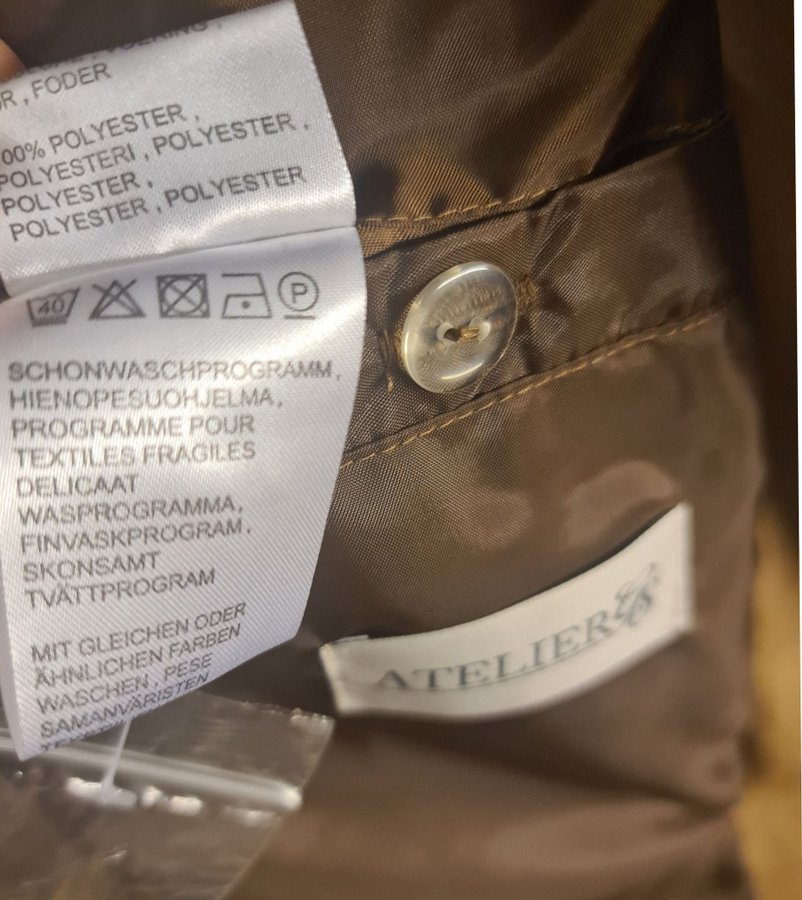 R , FODER
00% POLYESTER ,
POLYESTERI , POLYESTER ,
POLYESTER ,
POLYESTER , POLYESTER
40 P
SCHONWASCHPROGRAMM,
HIENOPESUOHJELMA,
PROGRAMME POUR
TEXTILES FRAGILES
DELICAAT
WASPROGRAMMA,
FINVASKPROGRAM,
SKONSAMT
TVÄTTPROGRAM
MIT GLEICHEN ODER
ÄHNLICHEN FARBEN
WASCHEN , PESE
SAMANVÄRISTEN
ATELIER